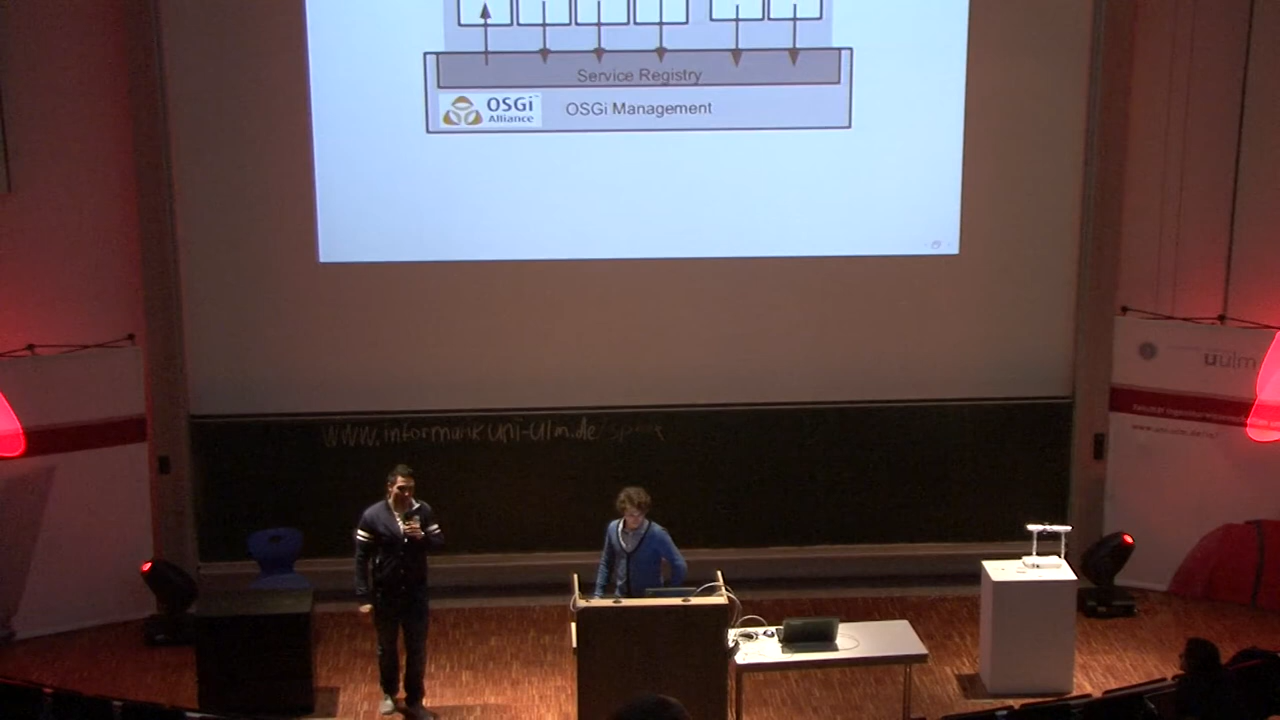 Service Registry
OSGi
Alliance
OSGi Management
uulm
www.informatik.uni-ulm.de/